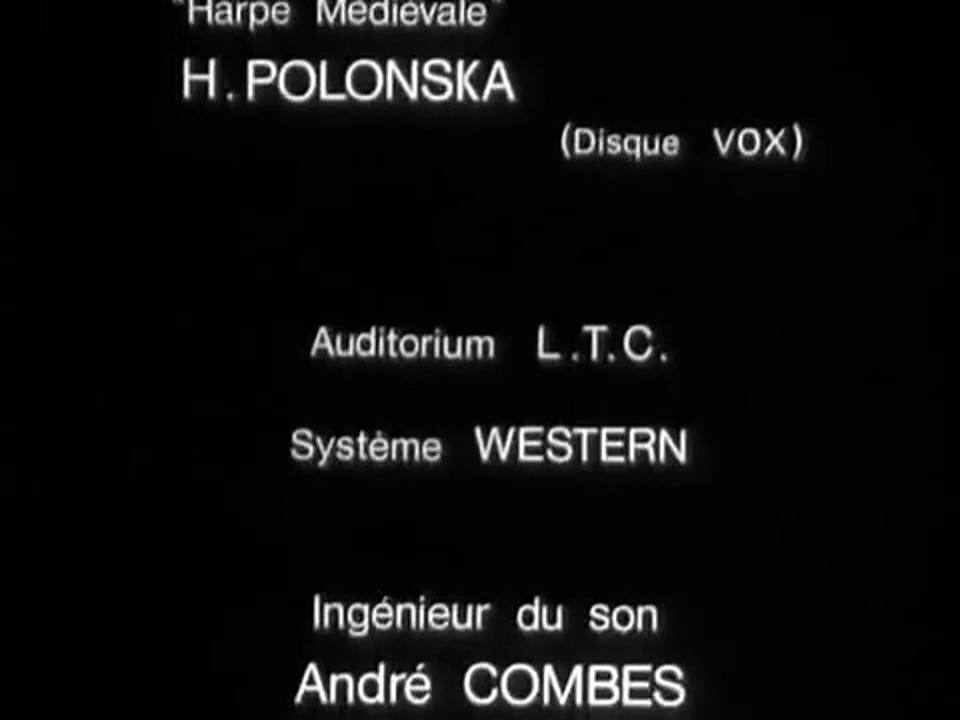 "Harpe Médiévale"
H. POLONSKA
(Disque VOX)
Auditorium L.T.C.
Système WESTERN
Ingénieur du son
André COMBES